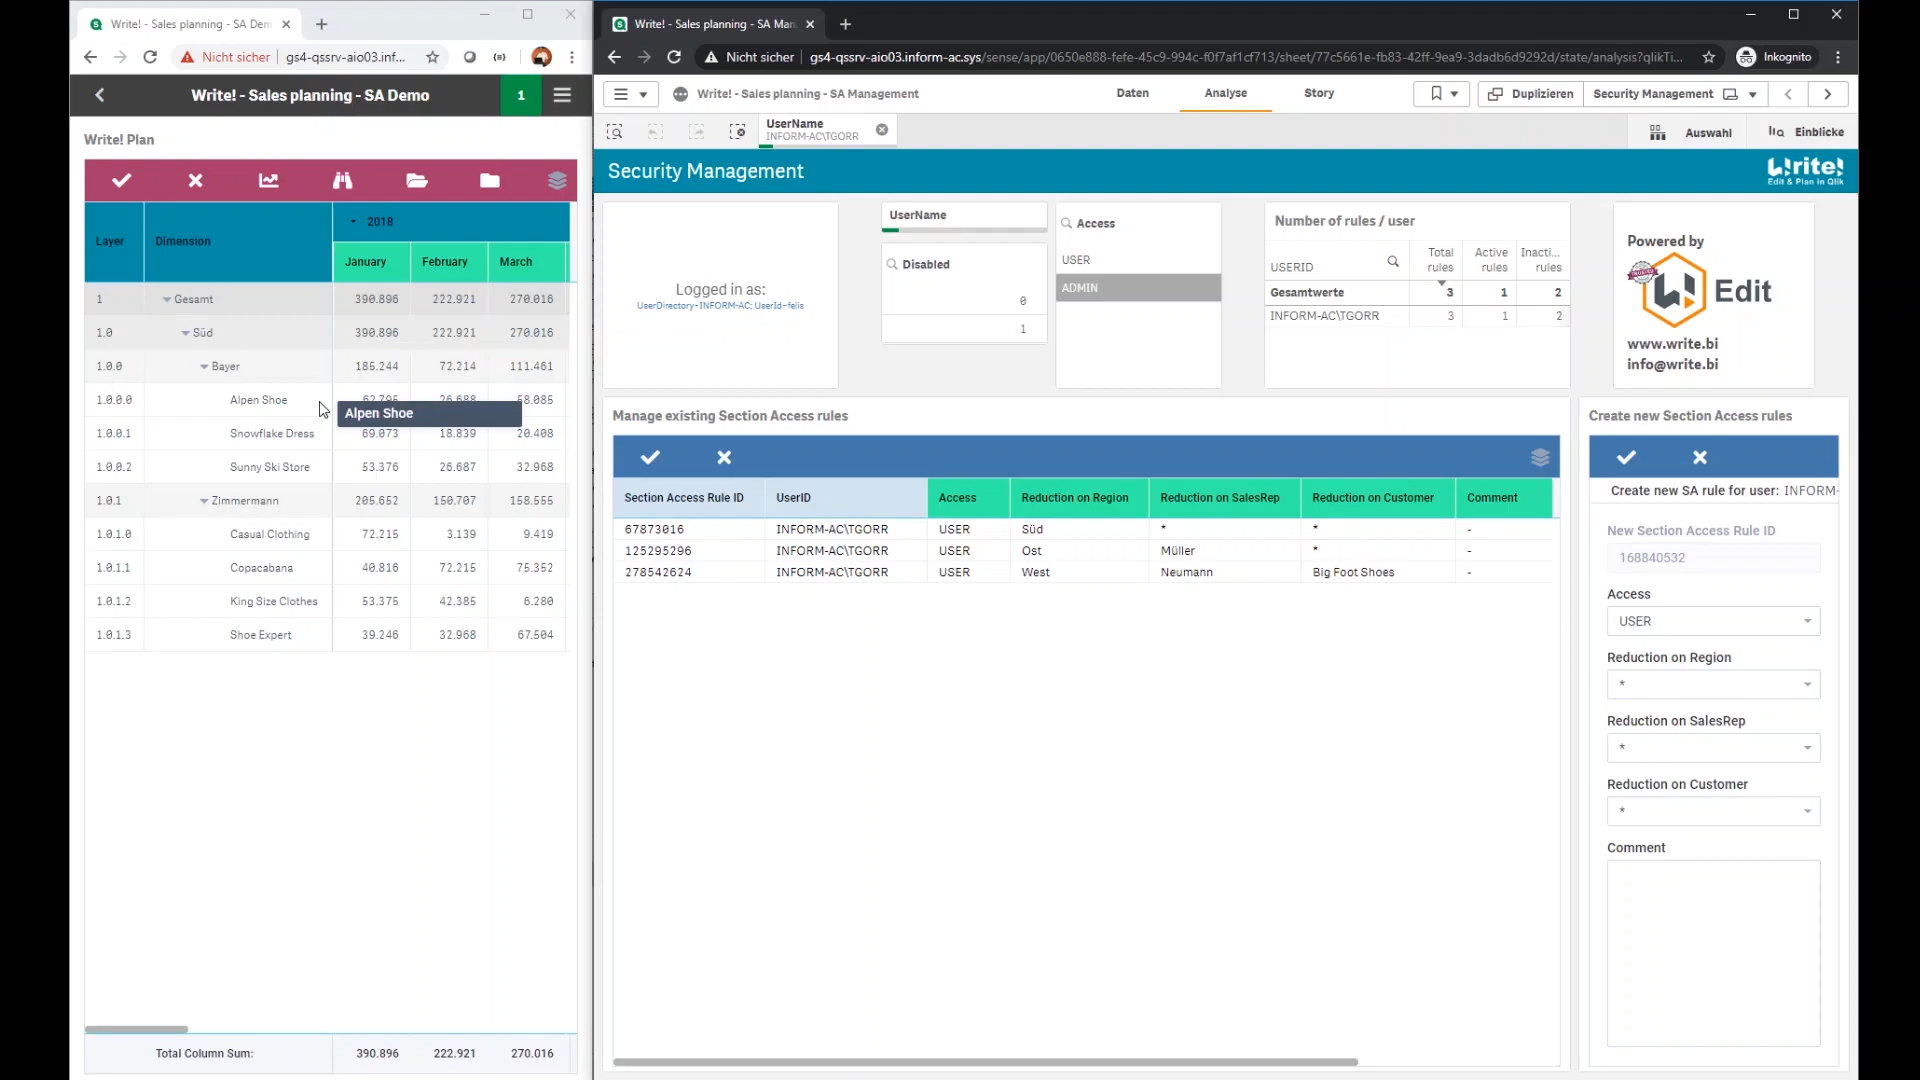 Write! - Sales planning - SA Dem
Nicht sicher
gs4-qssrv-aio03.inf...
Write! - Sales planning - SA Demo
1
Write! Plan
Layer
Dimension
2018
January February March
1 Gesamt 390.896 222.921 270.016
1.0 Süd 390.896 222.921 270.016
1.0.0 Bayer 185.244 72.214 111.461
1.0.0.0 Alpen Shoe 62.795 26.688 58.085
Alpen Shoe
1.0.0.1 Snowflake Dress 69.073 18.839 20.408
1.0.0.2 Sunny Ski Store 53.376 26.687 32.968
1.0.1 Zimmermann 205.652 150.707 158.555
1.0.1.0 Casual Clothing 72.215 3.139 9.419
1.0.1.1 Copacabana 40.816 72.215 75.352
1.0.1.2 King Size Clothes 53.375 42.385 6.280
1.0.1.3 Shoe Expert 39.246 32.968 67.504
Total Column Sum: 390.896 222.921 270.016
Write! - Sales planning - SA Man
Nicht sicher
gs4-qssrv-aio03.inform-ac.sys/sense/app/0650e888-fefe-45c9-994c-f0f7af1cf713/sheet/77c5661e-fb83-42ff-9ea9-3dadb6d9292d/state/analysis?qlikTi...
Inkognito
Write! - Sales planning - SA Management
Daten
Analyse
Story
Duplizieren
Security Management
UserName
INFORM-AC\TGORR
Auswahl
Einblicke
Security Management
Write!
Edit & Plan in Qlik
Logged in as:
UserDirectory=INFORM-AC; UserId=felis
UserName
Disabled
0
1
Access
USER
ADMIN
Number of rules / user
USERID
Total rules
Active rules
Inacti... rules
Gesamtwerte 3 1 2
INFORM-AC\TGORR 3 1 2
Powered by
TRUSTED
Edit
www.write.bi
info@write.bi
Manage existing Section Access rules
Section Access Rule ID UserID Access Reduction on Region Reduction on SalesRep Reduction on Customer Comment
67873016 INFORM-AC\TGORR USER Süd * * -
125295296 INFORM-AC\TGORR USER Ost Müller * -
278542624 INFORM-AC\TGORR USER West Neumann Big Foot Shoes -
Create new Section Access rules
Create new SA rule for user: INFORM-
New Section Access Rule ID
168840532
Access
USER
Reduction on Region
*
Reduction on SalesRep
*
Reduction on Customer
*
Comment